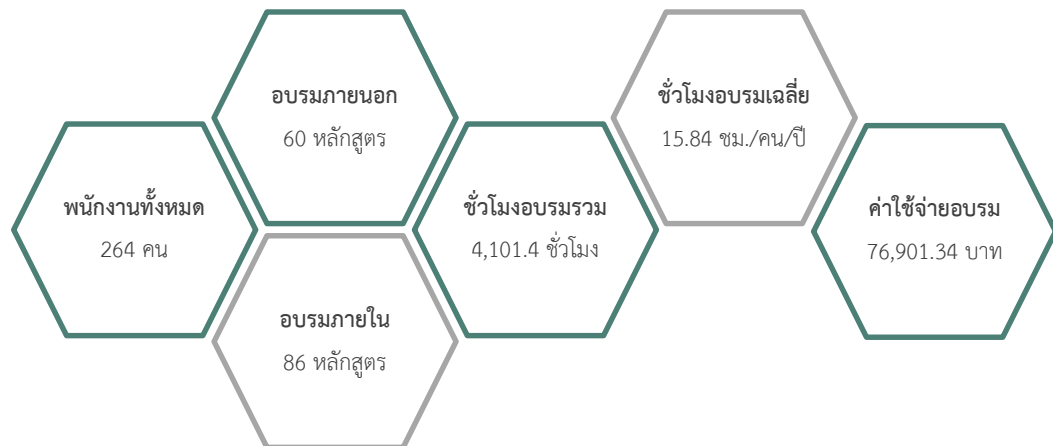 พนักงานทั้งหมด
264 คน
อบรมภายนอก
60 หลักสูตร
อบรมภายใน
86 หลักสูตร
ชั่วโมงอบรมรวม
4,101.4 ชั่วโมง
ชั่วโมงอบรมเฉลี่ย
15.84 ชม./คน/ปี
ค่าใช้จ่ายอบรม
76,901.34 บาท